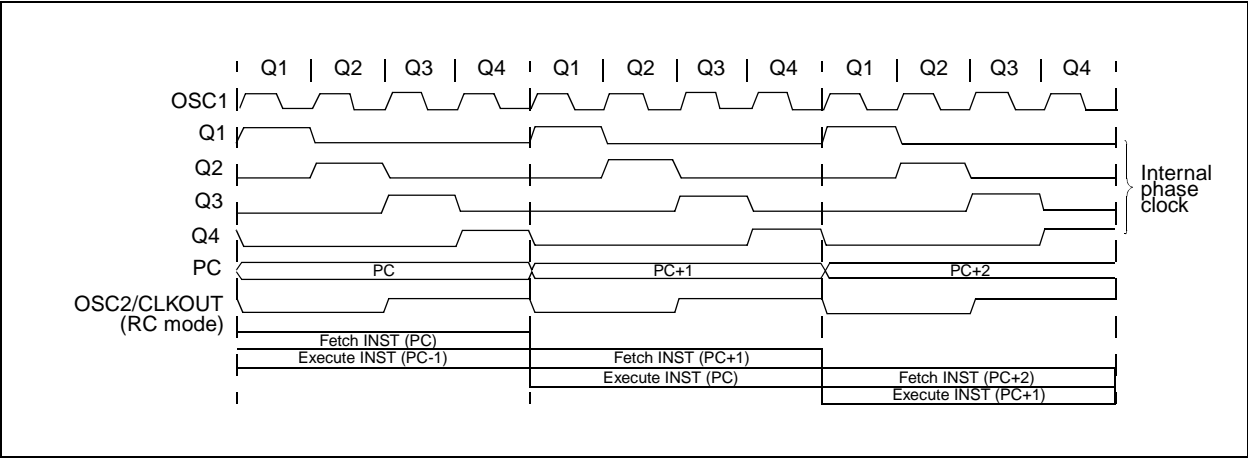 Q1 Q2 Q3 Q4 Q1 Q2 Q3 Q4 Q1 Q2 Q3 Q4
OSC1
Q1
Q2
Q3
Q4
PC
PC PC+1 PC+2
OSC2/CLKOUT
(RC mode)
Internal
phase
clock
Fetch INST (PC)
Execute INST (PC-1) Fetch INST (PC+1)
Execute INST (PC) Fetch INST (PC+2)
Execute INST (PC+1)